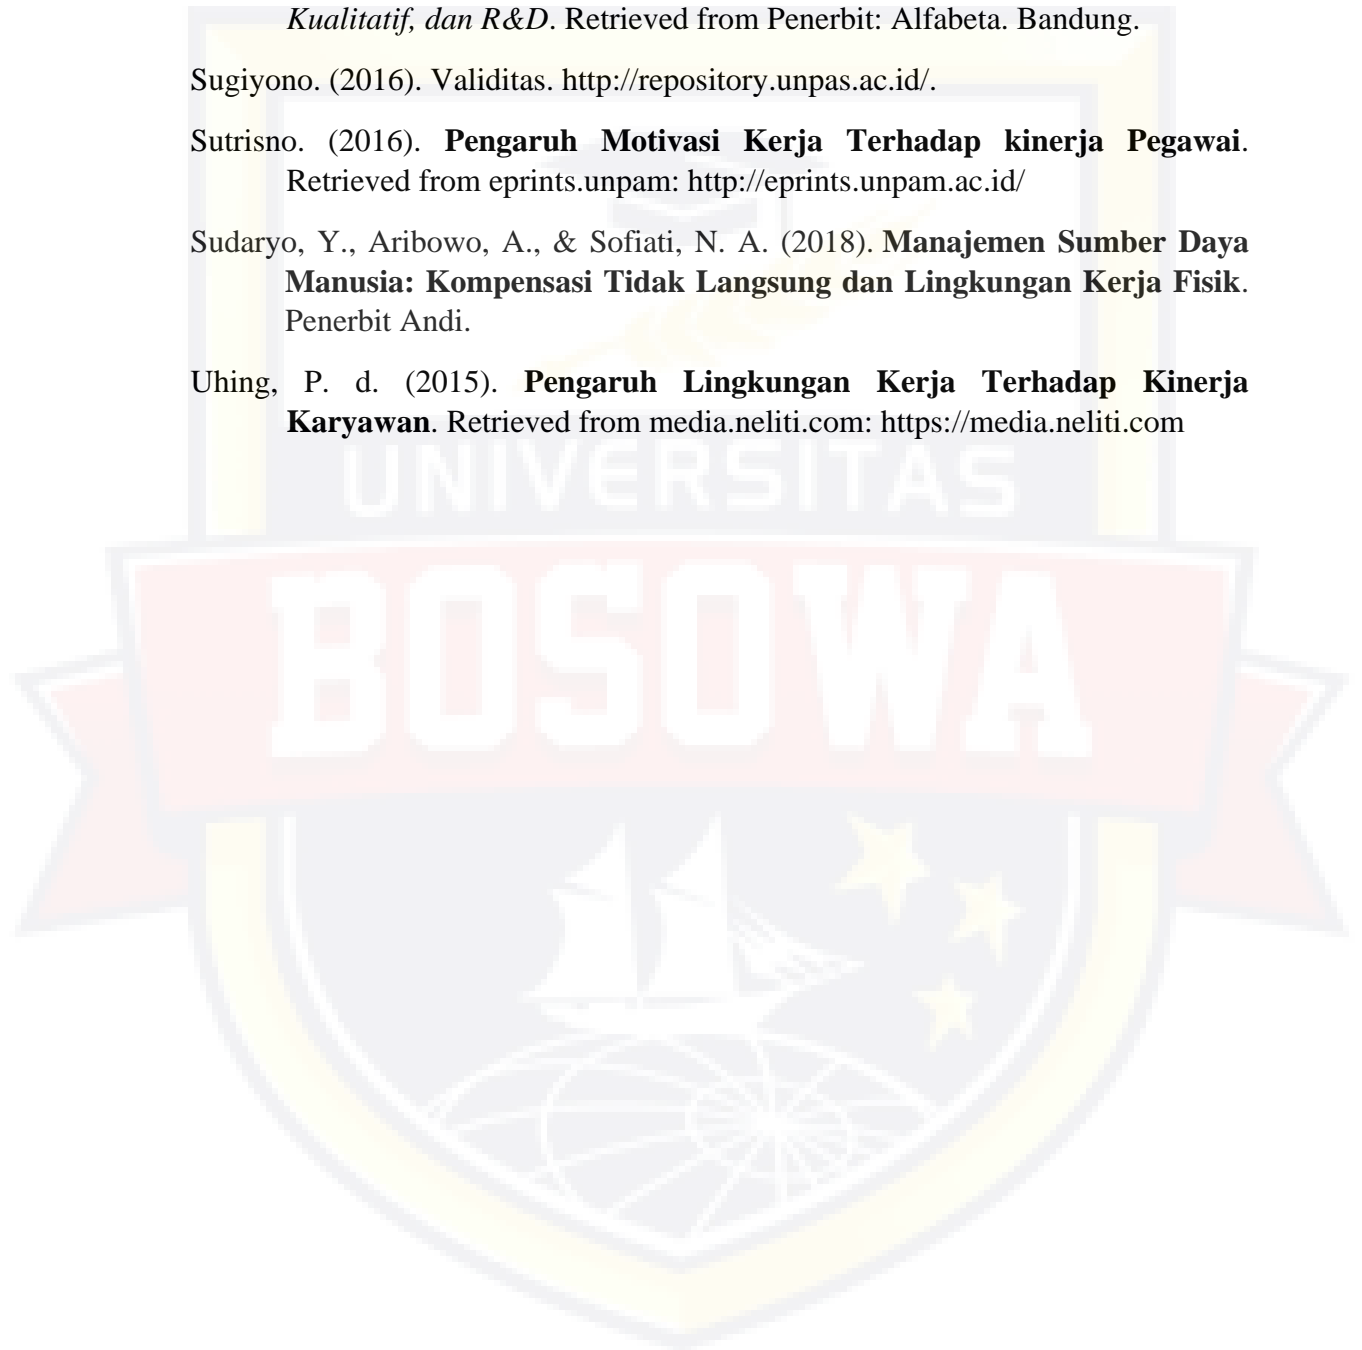 Kualitatif, dan R&D. Retrieved from Penerbit: Alfabeta. Bandung.
Sugiyono. (2016). Validitas. http://repository.unpas.ac.id/.
Sutrisno. (2016). Pengaruh Motivasi Kerja Terhadap kinerja Pegawai.
Retrieved from eprints.unpam: http://eprints.unpam.ac.id/
Sudaryo, Y., Aribowo, A., & Sofiati, N. A. (2018). Manajemen Sumber Daya
Manusia: Kompensasi Tidak Langsung dan Lingkungan Kerja Fisik.
Penerbit Andi.
Uhing, P. d. (2015). Pengaruh Lingkungan Kerja Terhadap Kinerja
Karyawan. Retrieved from media.neliti.com: https://media.neliti.com
UNIVERSITAS
BOSOWA